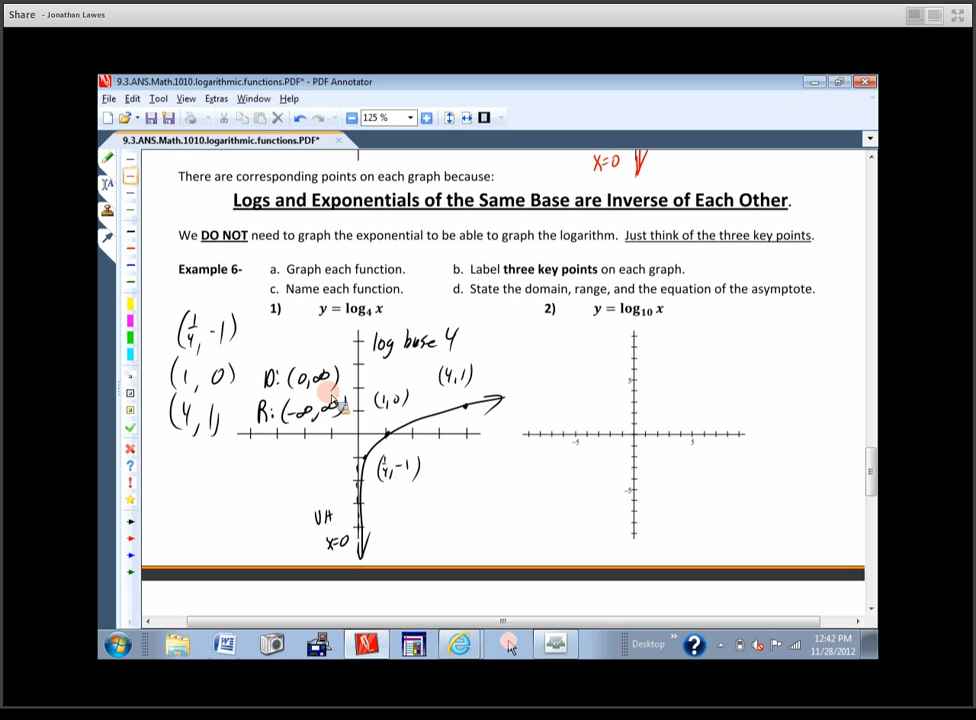 Share - Jonathan Lawes
9.3.ANS.Math.1010.logarithmic.functions.PDF* - PDF Annotator
File Edit Tool View Extras Window Help
125 %
9.3.ANS.Math.1010.logarithmic.functions.PDF*
x=0
There are corresponding points on each graph because:
Logs and Exponentials of the Same Base are Inverse of Each Other.
We DO NOT need to graph the exponential to be able to graph the logarithm. Just think of the three key points.
Example 6- a. Graph each function. b. Label three key points on each graph.
c. Name each function. d. State the domain, range, and the equation of the asymptote.
1) y = log₄ x 2) y = log₁₀ x
(1/4, -1) log base 4
(1, 0) D: (0,∞) (4,1)
(4, 1) R: (-∞,∞) (1,0)
5
-5 5
(1/4, -1)
-5
VA
x=0
Desktop
12:42 PM
11/28/2012